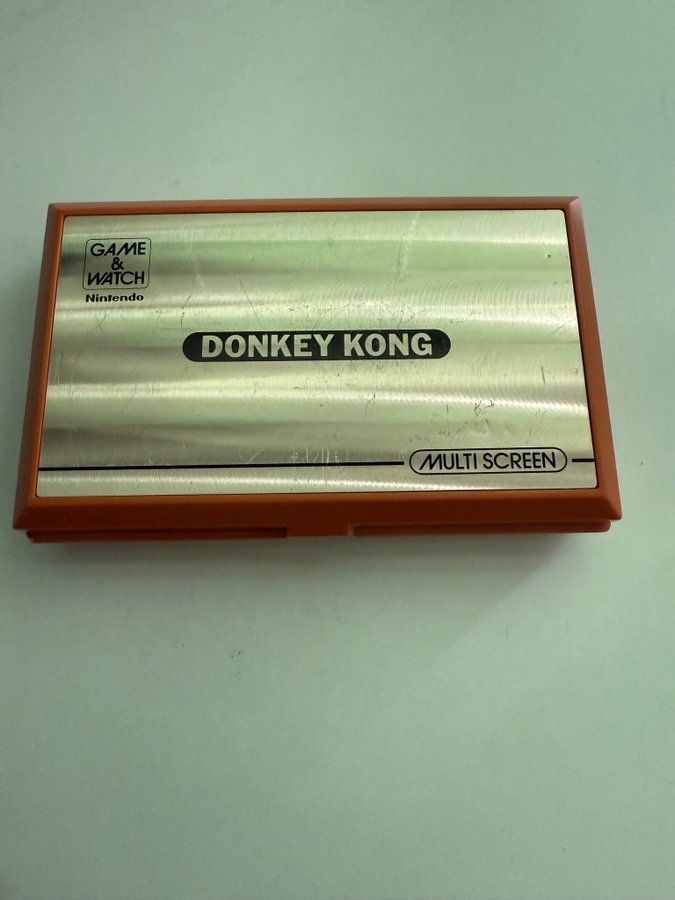 GAME
&
WATCH
Nintendo
DONKEY KONG
MULTI SCREEN